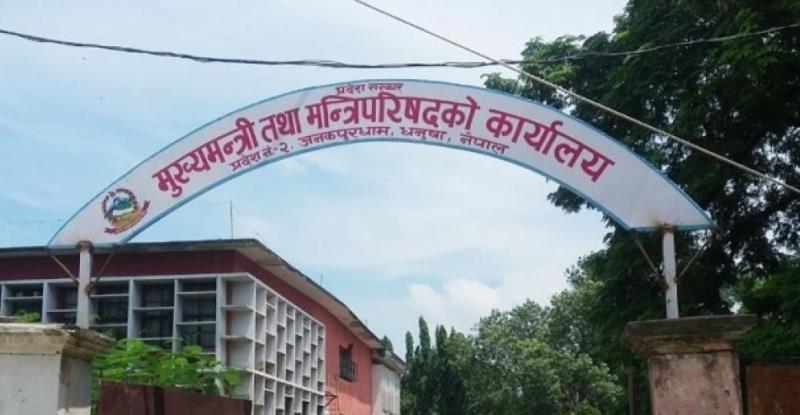 प्रदेश सरकार
मुख्यमन्त्री तथा मन्त्रिपरिषदको कार्यालय
प्रदेश नं.-२, जनकपुरधाम, धनुषा, नेपाल